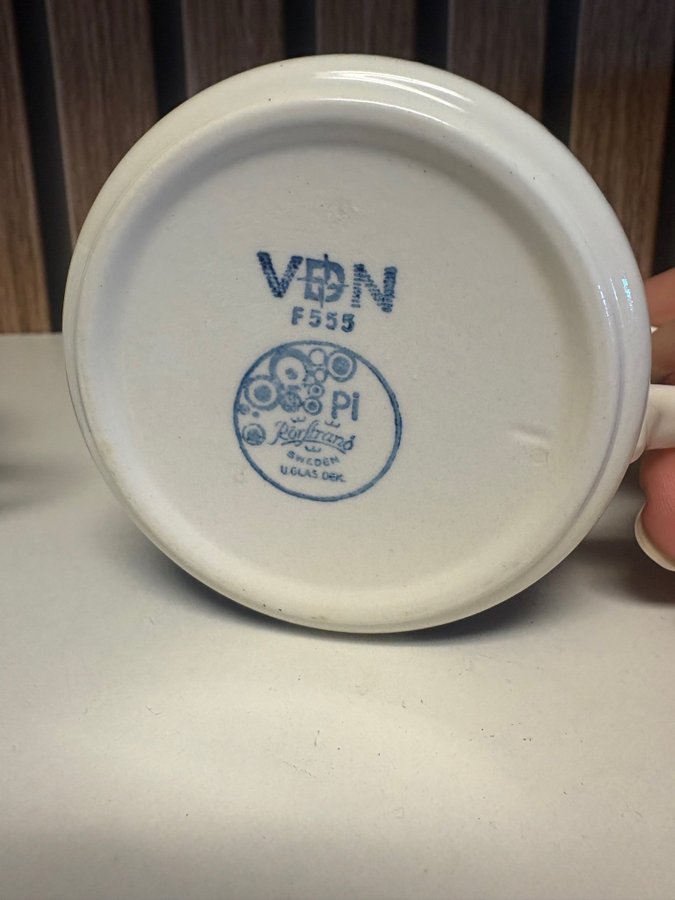 VDN
F555
Pi
Rörstrand
SWEDEN
U.GLAS.DEK.